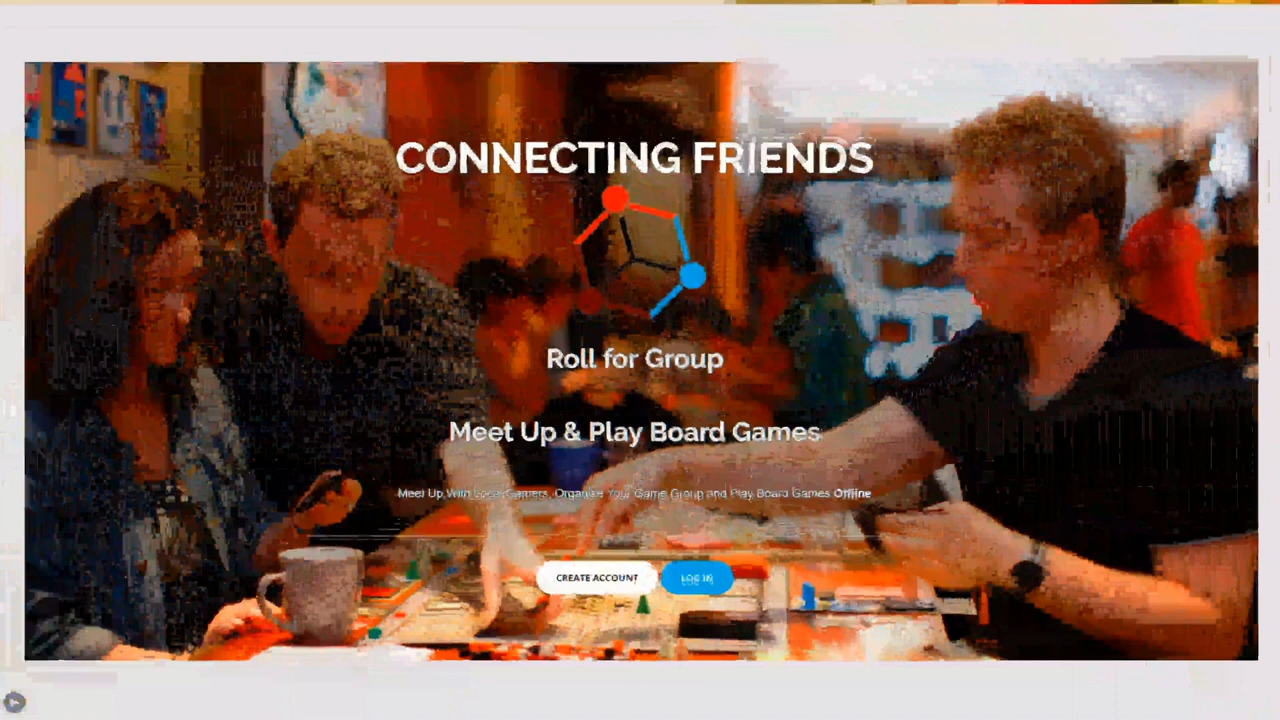 CONNECTING FRIENDS
Roll for Group
Meet Up & Play Board Games
Meet Up With Local Gamers, Organize Your Game Group and Play Board Games Offline
CREATE ACCOUNT
LOG IN